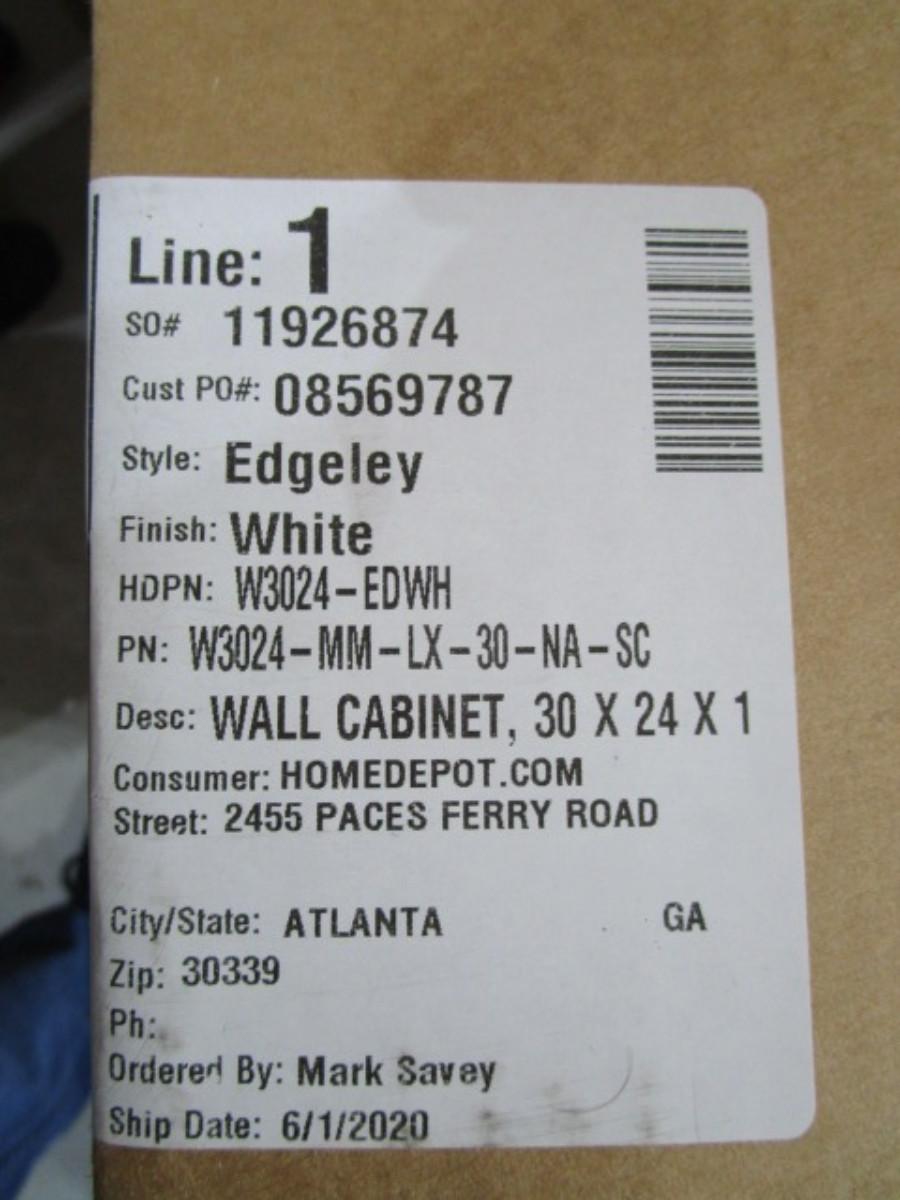 Line: 1
SO# 11926874
Cust PO#: 08569787
Style: Edgeley
Finish: White
HDPN: W3024-EDWH
PN: W3024-MM-LX-30-NA-SC
Desc: WALL CABINET, 30 X 24 X 1
Consumer: HOMEDEPOT.COM
Street: 2455 PACES FERRY ROAD
City/State: ATLANTA GA
Zip: 30339
Ph:
Ordered By: Mark Savey
Ship Date: 6/1/2020